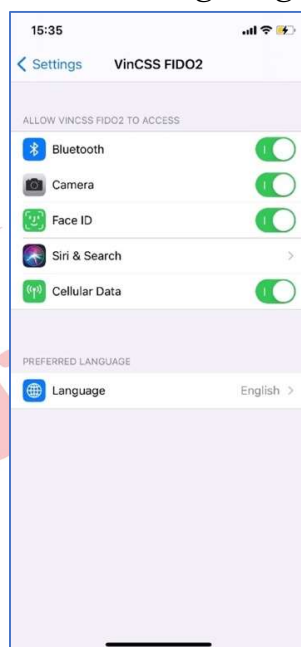 15:35
Settings VinCSS FIDO2
ALLOW VINCSS FIDO2 TO ACCESS
Bluetooth
Camera
Face ID
Siri & Search
Cellular Data
PREFERRED LANGUAGE
Language English